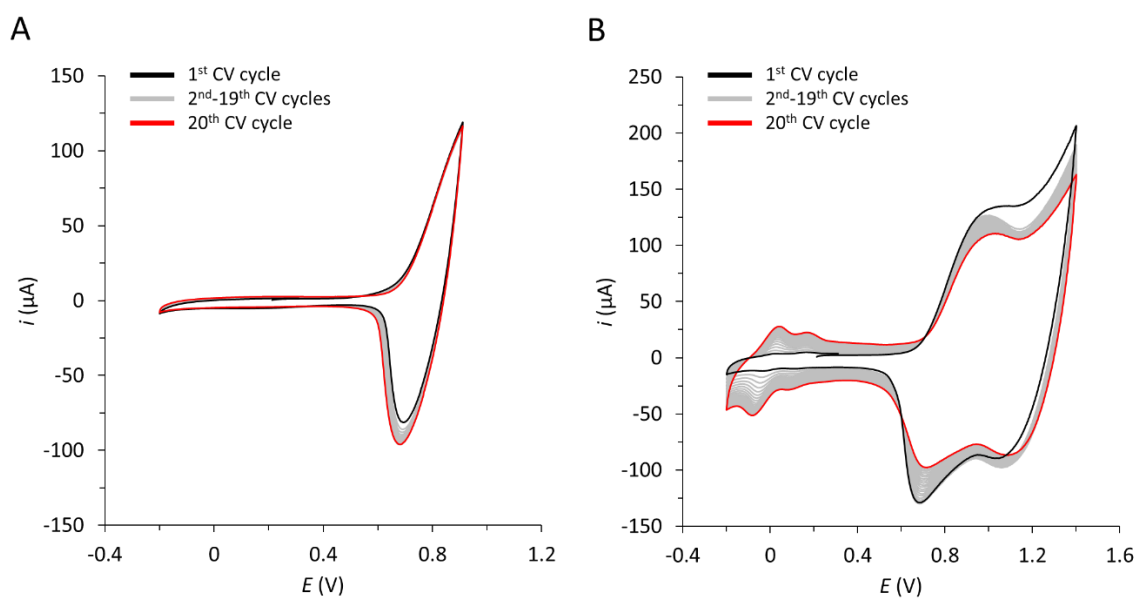 A
1st CV cycle
2nd-19th CV cycles
20th CV cycle
150
100
50
0
-50
-100
-150
-0.4
0
0.4
0.8
1.2
i (µA)
E (V)
B
1st CV cycle
2nd-19th CV cycles
20th CV cycle
250
200
150
100
50
0
-50
-100
-150
-0.4
0
0.4
0.8
1.2
1.6
i (µA)
E (V)